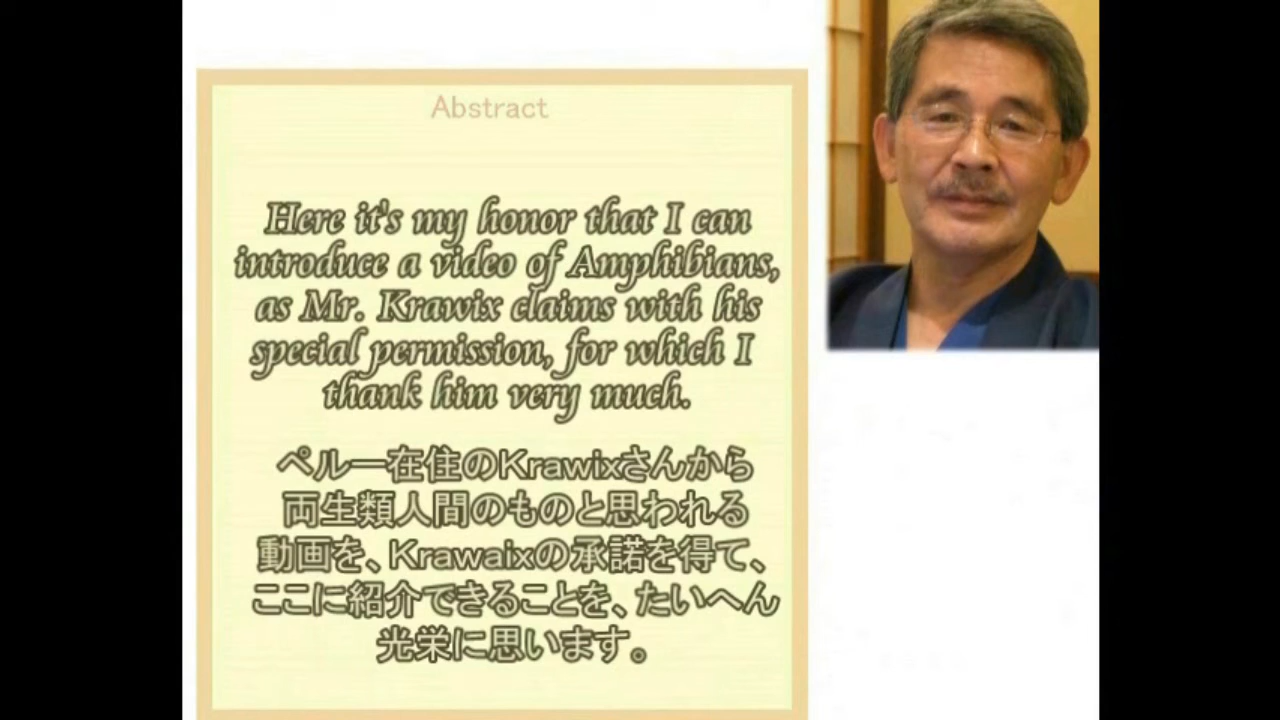 Abstract
Here it's my honor that I can
introduce a video of Amphibians,
as Mr. Krawix claims with his
special permission, for which I
thank him very much.
ペルー在住のKrawixさんから
両生類人間のものと思われる
動画を、Krawaixの承諾を得て、
ここに紹介できることを、たいへん
光栄に思います。